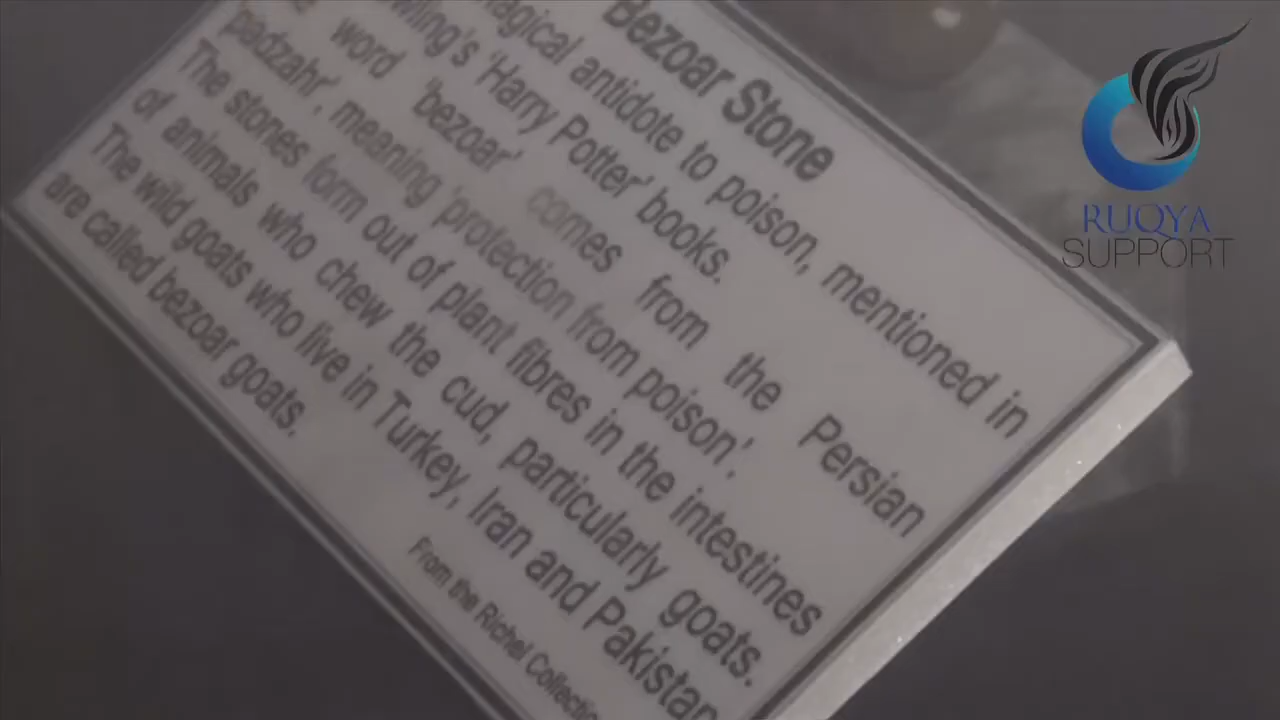 Bezoar Stone
magical antidote to poison, mentioned in
'Harry Potter' books.
word 'bezoar' comes from the Persian
'padzahr', meaning 'protection from poison'.
The stones form out of plant fibres in the intestines
of animals who chew the cud, particularly goats.
The wild goats who live in Turkey, Iran and Pakistan
are called bezoar goats.
From the Richel Collection
RUQYA
SUPPORT